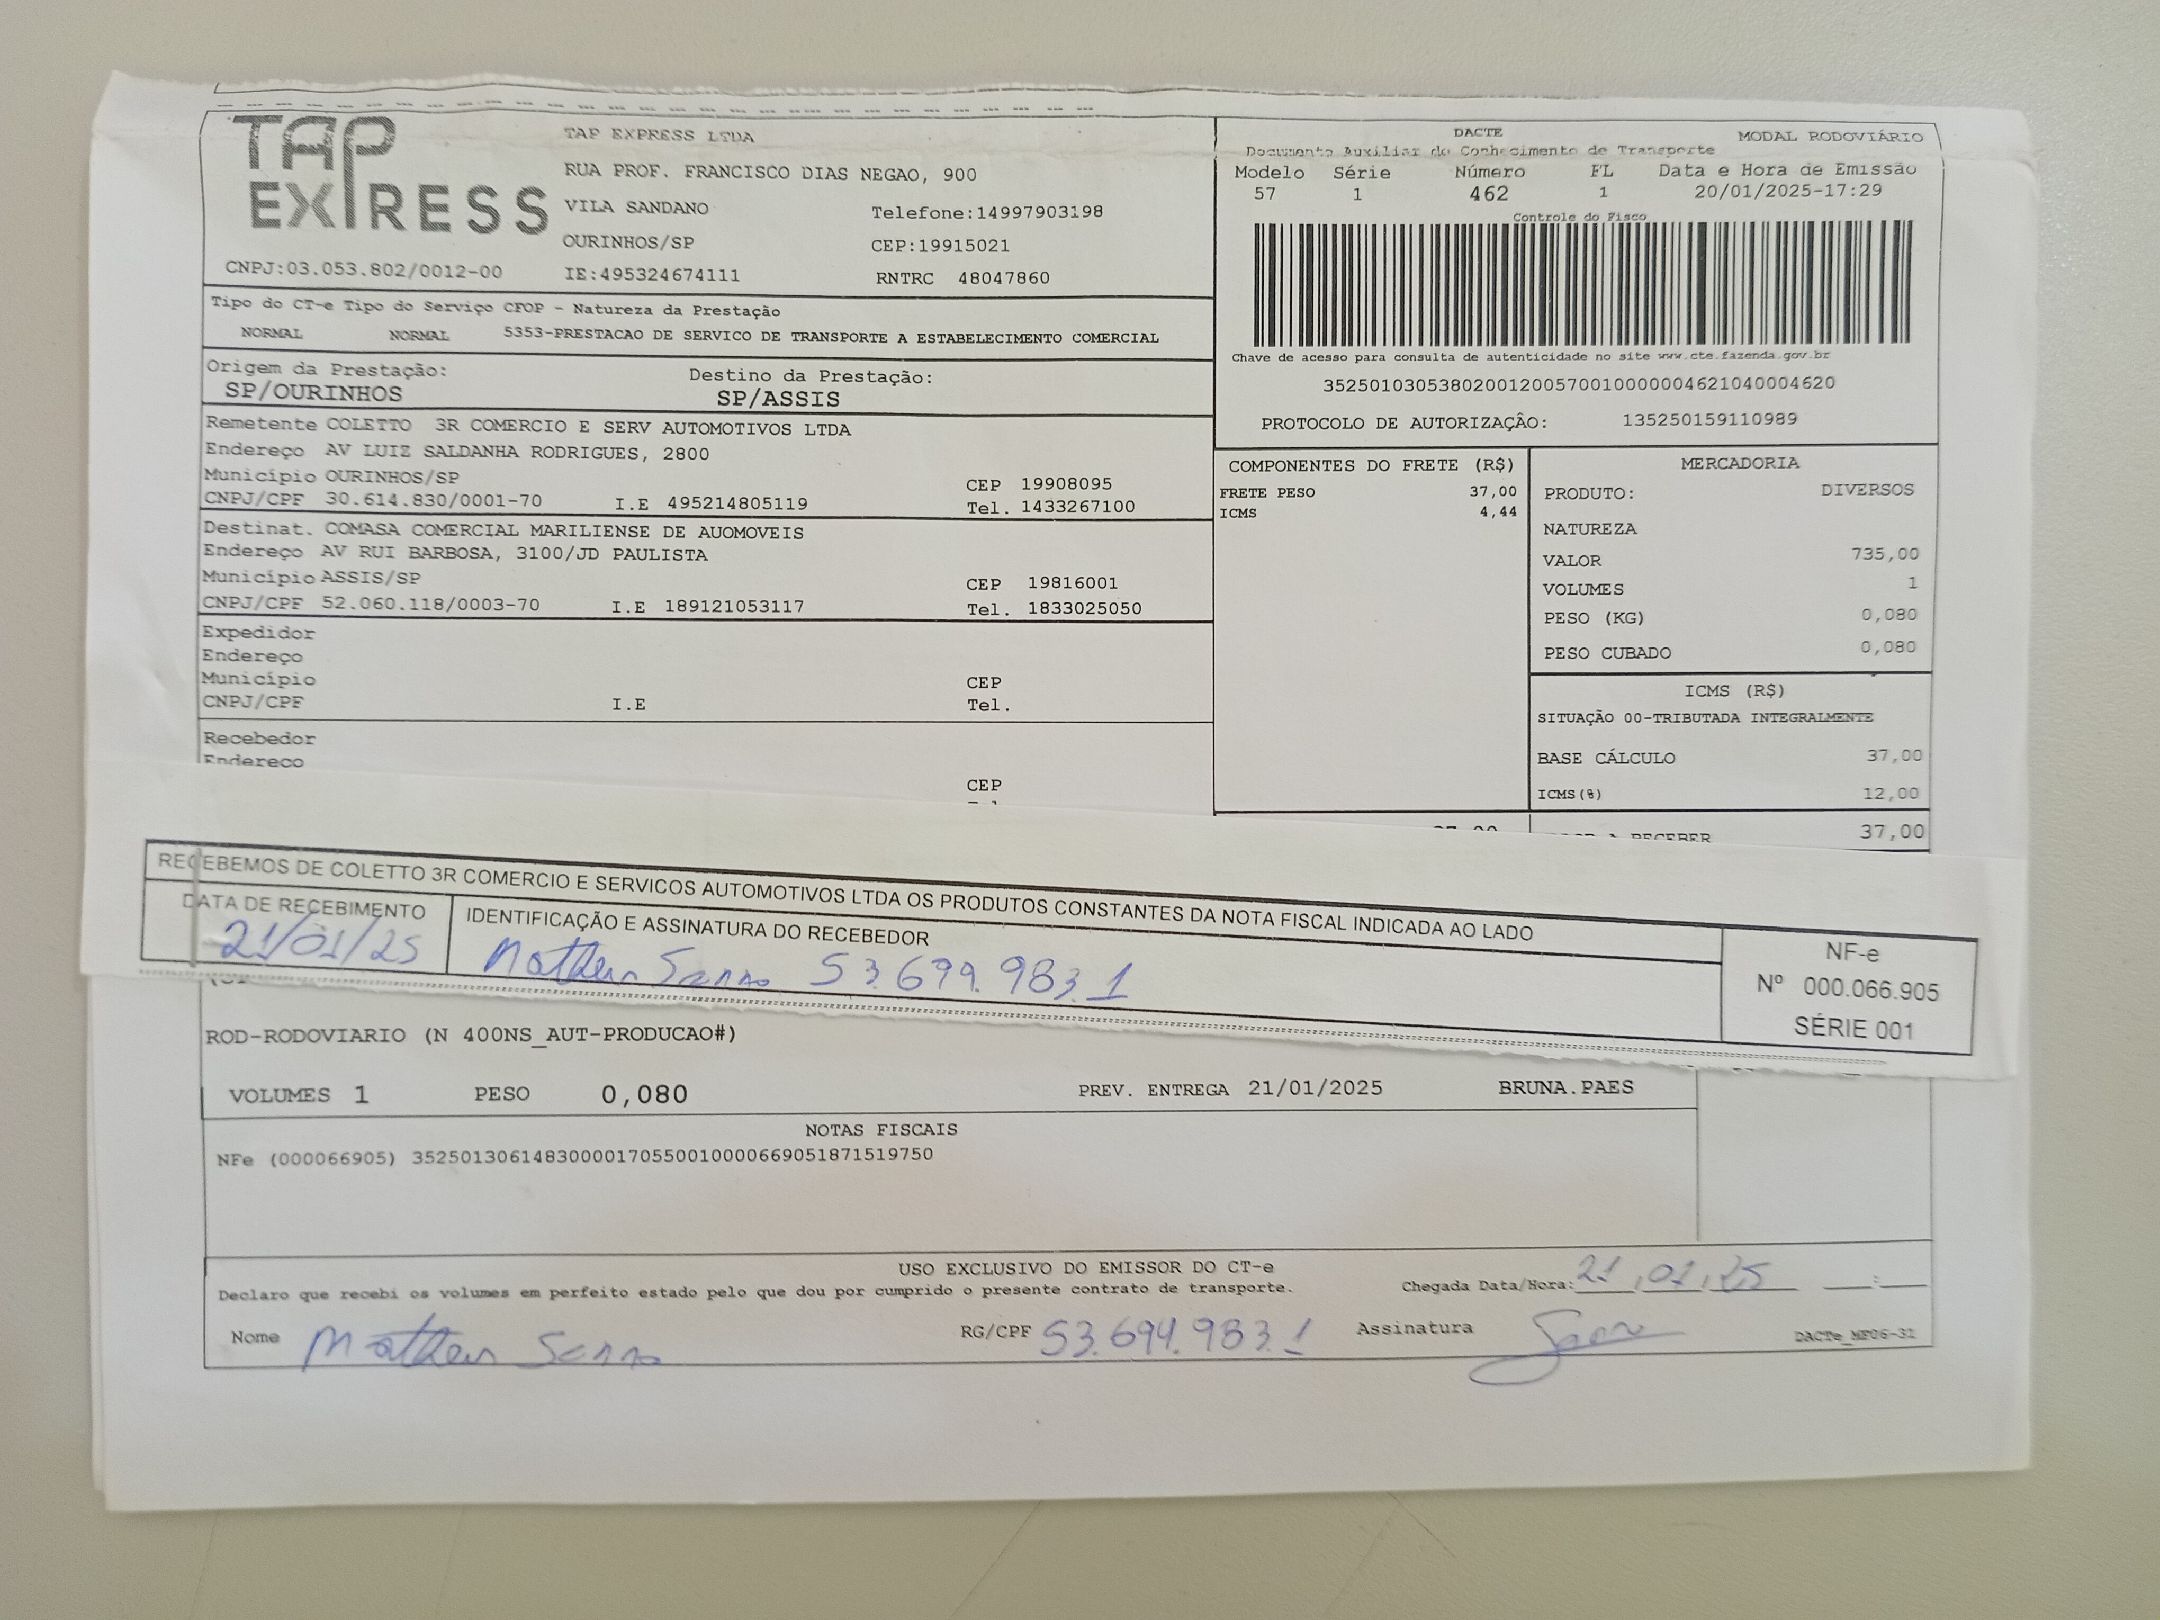 TAP EXPRESS
TAP EXPRESS LTDA
RUA PROF. FRANCISCO DIAS NEGAO, 900
VILA SANDANO Telefone:14997903198
OURINHOS/SP CEP:19915021
CNPJ:03.053.802/0012-00 IE:495324674111 RNTRC 48047860
DACTE MODAL RODOVIÁRIO
Documento Auxiliar do Conhecimento de Transporte
Modelo Série Número FL Data e Hora de Emissão
57 1 462 1 20/01/2025-17:29
Controle do Fisco
Chave de acesso para consulta de autenticidade no site www.cte.fazenda.gov.br
35250103053802001200570010000004621040004620
PROTOCOLO DE AUTORIZAÇÃO: 135250159110989
Tipo do CT-e Tipo do Serviço CFOP - Natureza da Prestação
NORMAL NORMAL 5353-PRESTACAO DE SERVICO DE TRANSPORTE A ESTABELECIMENTO COMERCIAL
Origem da Prestação: Destino da Prestação:
SP/OURINHOS SP/ASSIS
Remetente COLETTO 3R COMERCIO E SERV AUTOMOTIVOS LTDA
Endereço AV LUIZ SALDANHA RODRIGUES, 2800
Município OURINHOS/SP CEP 19908095
CNPJ/CPF 30.614.830/0001-70 I.E 495214805119 Tel. 1433267100
Destinat. COMASA COMERCIAL MARILIENSE DE AUOMOVEIS
Endereço AV RUI BARBOSA, 3100/JD PAULISTA
Município ASSIS/SP CEP 19816001
CNPJ/CPF 52.060.118/0003-70 I.E 189121053117 Tel. 1833025050
Expedidor
Endereço
Município CEP
CNPJ/CPF I.E Tel.
Recebedor
Endereço
CEP
COMPONENTES DO FRETE (R$)
FRETE PESO 37,00
ICMS 4,44
MERCADORIA
PRODUTO: DIVERSOS
NATUREZA
VALOR 735,00
VOLUMES 1
PESO (KG) 0,080
PESO CUBADO 0,080
ICMS (R$)
SITUAÇÃO 00-TRIBUTADA INTEGRALMENTE
BASE CÁLCULO 37,00
ICMS(%) 12,00
A RECEBER 37,00
RECEBEMOS DE COLETTO 3R COMERCIO E SERVICOS AUTOMOTIVOS LTDA OS PRODUTOS CONSTANTES DA NOTA FISCAL INDICADA AO LADO
DATA DE RECEBIMENTO IDENTIFICAÇÃO E ASSINATURA DO RECEBEDOR
21/01/25 53.699.983.1
NF-e
Nº 000.066.905
SÉRIE 001
ROD-RODOVIARIO (N 400NS_AUT-PRODUCAO#)
VOLUMES 1 PESO 0,080 PREV. ENTREGA 21/01/2025 BRUNA.PAES
NOTAS FISCAIS
NFe (000066905) 35250130614830000170550010000669051871519750
USO EXCLUSIVO DO EMISSOR DO CT-e
Declaro que recebi os volumes em perfeito estado pelo que dou por cumprido o presente contrato de transporte. Chegada Data/Hora: 21,01,25 :
Nome RG/CPF 53.694.983.1 Assinatura DACTe_MF06-32